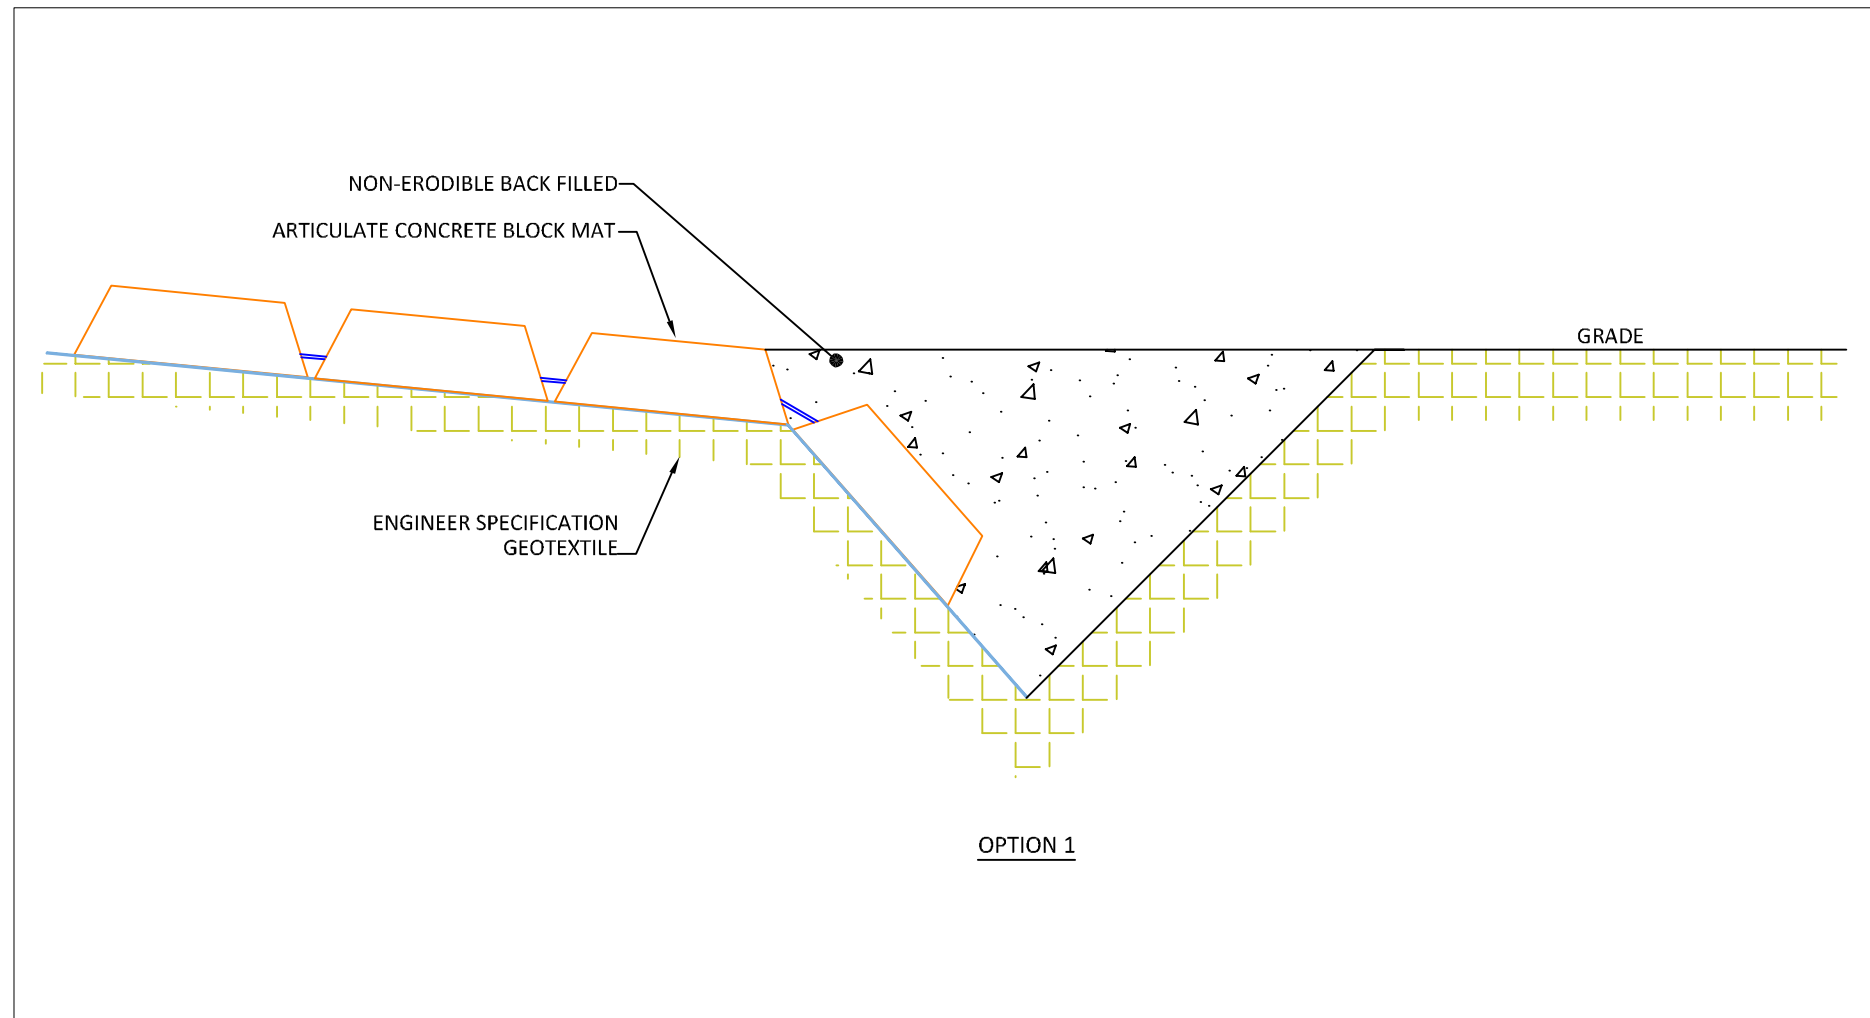 NON-ERODIBLE BACK FILLED
ARTICULATE CONCRETE BLOCK MAT
GRADE
ENGINEER SPECIFICATION
GEOTEXTILE
OPTION 1